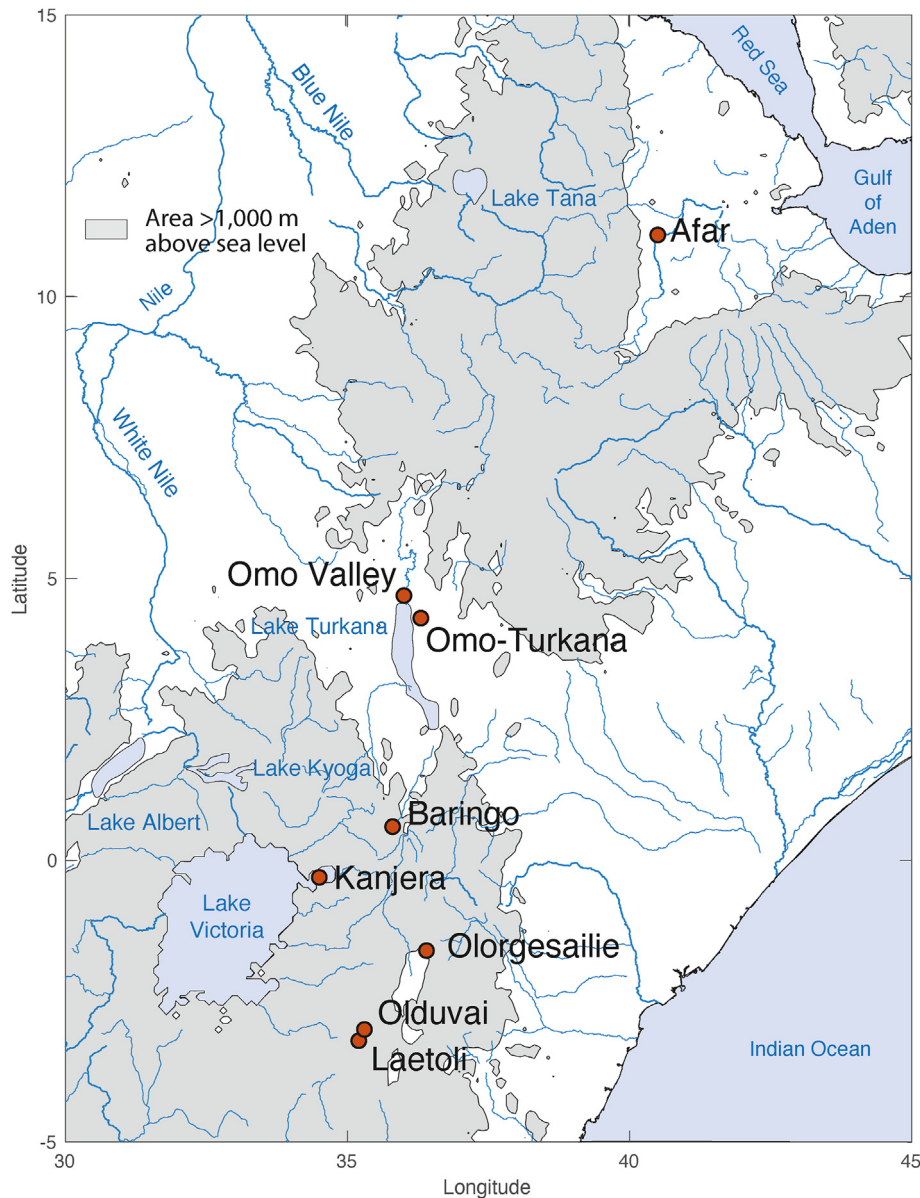 15
Red Sea
Blue Nile
Lake Tana
Gulf
of
Aden
Area >1,000 m
above sea level
Afar
10
Nile
White Nile
Latitude
5
Omo Valley
Lake Turkana
Omo-Turkana
Lake Kyoga
Lake Albert
Baringo
0
Kanjera
Lake
Victoria
Olorgesailie
Olduvai
Laetoli
Indian Ocean
-5
30
35
40
45
Longitude